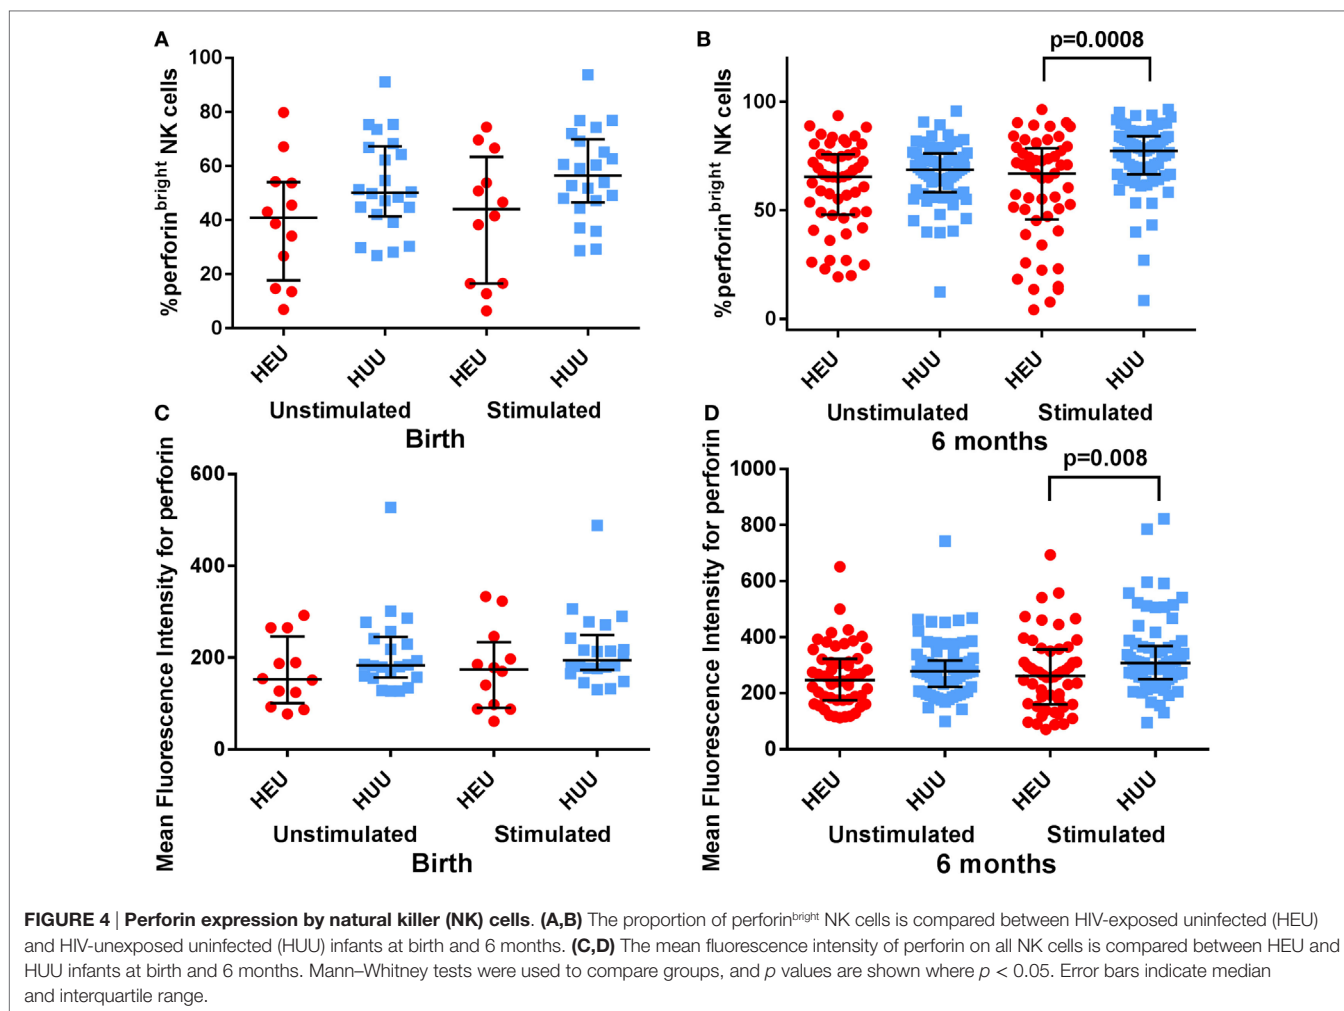 A
%perforinbright NK cells
100
80
60
40
20
0
HEU
HUU
HEU
HUU
Unstimulated
Stimulated
Birth
B
p=0.0008
%perforinbright NK cells
100
50
0
HEU
HUU
HEU
HUU
Unstimulated
Stimulated
6 months
C
Mean Fluorescence Intensity for perforin
600
400
200
0
HEU
HUU
HEU
HUU
Unstimulated
Stimulated
Birth
D
p=0.008
Mean Fluorescence Intensity for perforin
1000
800
600
400
200
0
HEU
HUU
HEU
HUU
Unstimulated
Stimulated
6 months
FIGURE 4 | Perforin expression by natural killer (NK) cells. (A,B) The proportion of perforinbright NK cells is compared between HIV-exposed uninfected (HEU)
and HIV-unexposed uninfected (HUU) infants at birth and 6 months. (C,D) The mean fluorescence intensity of perforin on all NK cells is compared between HEU and
HUU infants at birth and 6 months. Mann–Whitney tests were used to compare groups, and p values are shown where p < 0.05. Error bars indicate median
and interquartile range.